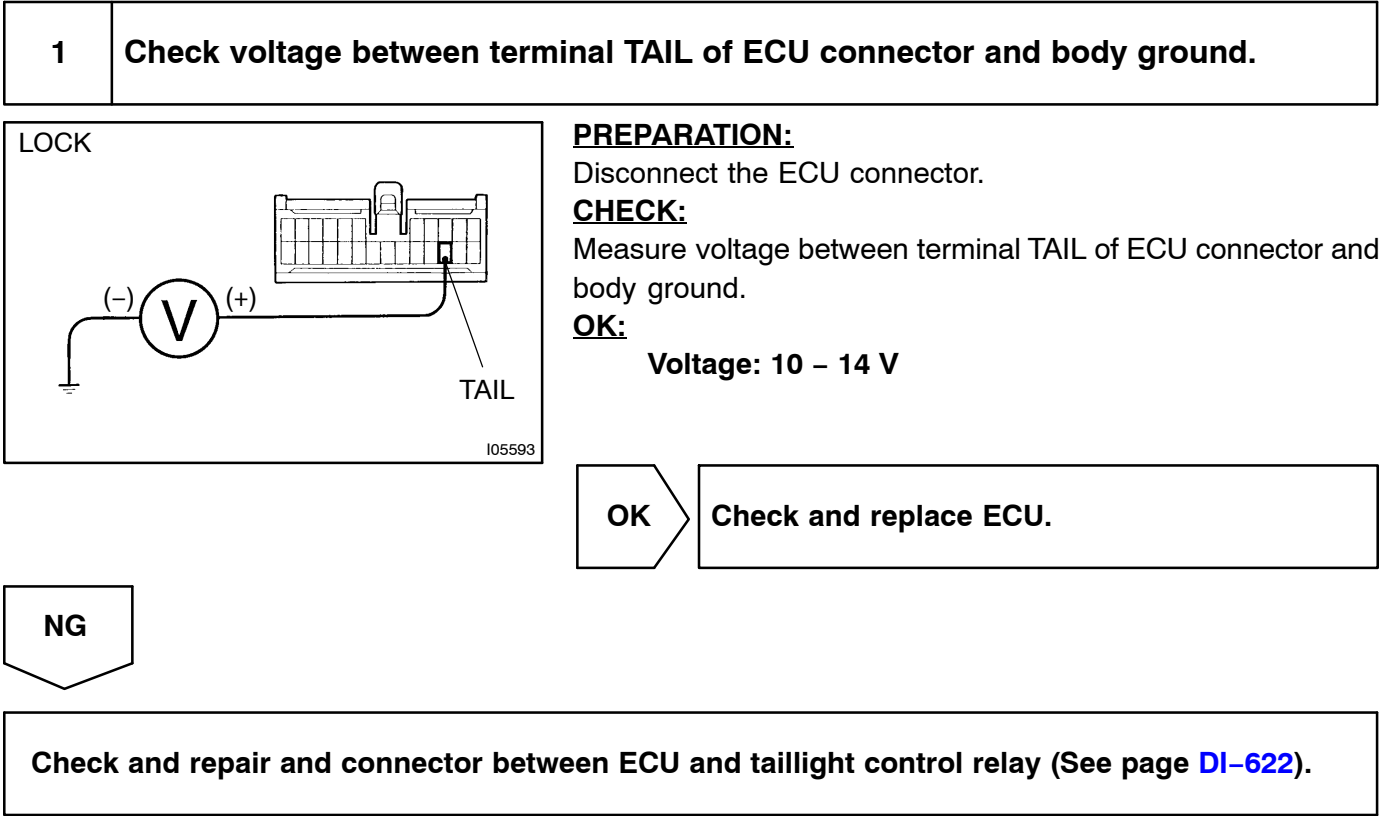 1
Check voltage between terminal TAIL of ECU connector and body ground.
LOCK
(−)
V
(+)
TAIL
I05593
PREPARATION:
Disconnect the ECU connector.
CHECK:
Measure voltage between terminal TAIL of ECU connector and
body ground.
OK:
Voltage: 10 − 14 V
OK
Check and replace ECU.
NG
Check and repair and connector between ECU and taillight control relay (See page DI−622).